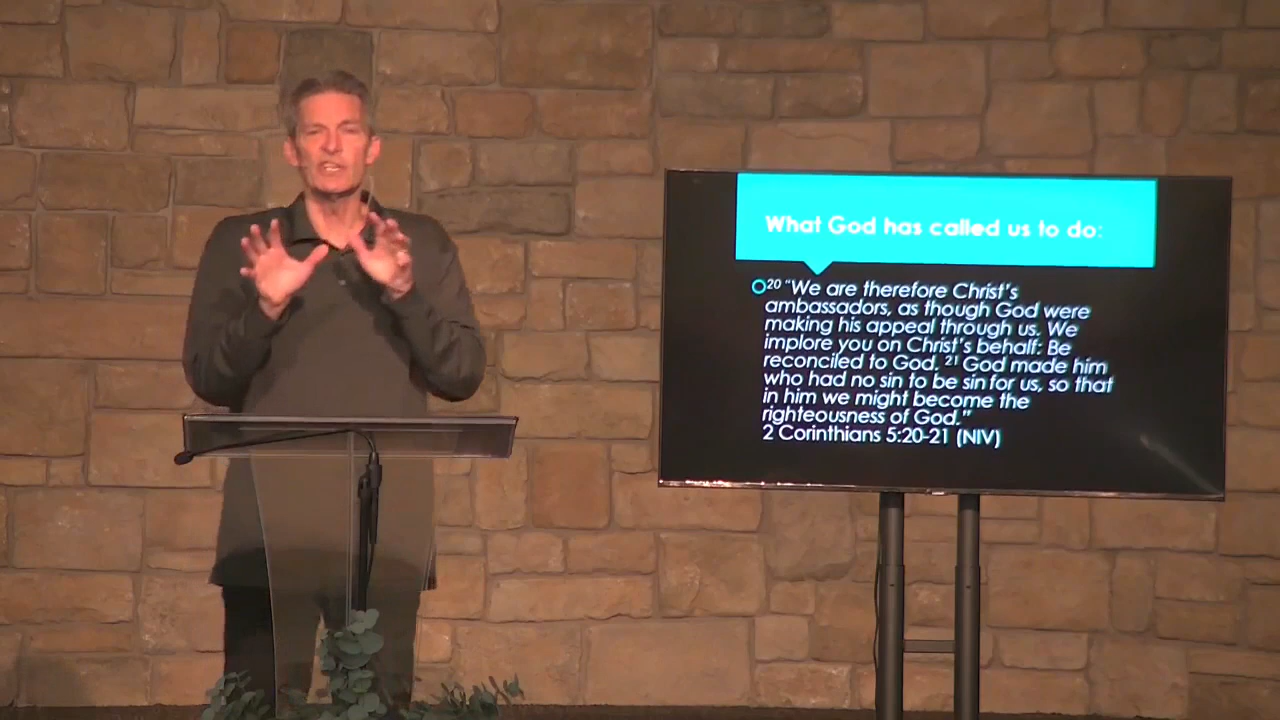 What God has called us to do:
20 "We are therefore Christ's
ambassadors, as though God were
making his appeal through us. We
implore you on Christ's behalf: Be
reconciled to God. 21 God made him
who had no sin to be sin for us, so that
in him we might become the
righteousness of God."
2 Corinthians 5:20-21 (NIV)